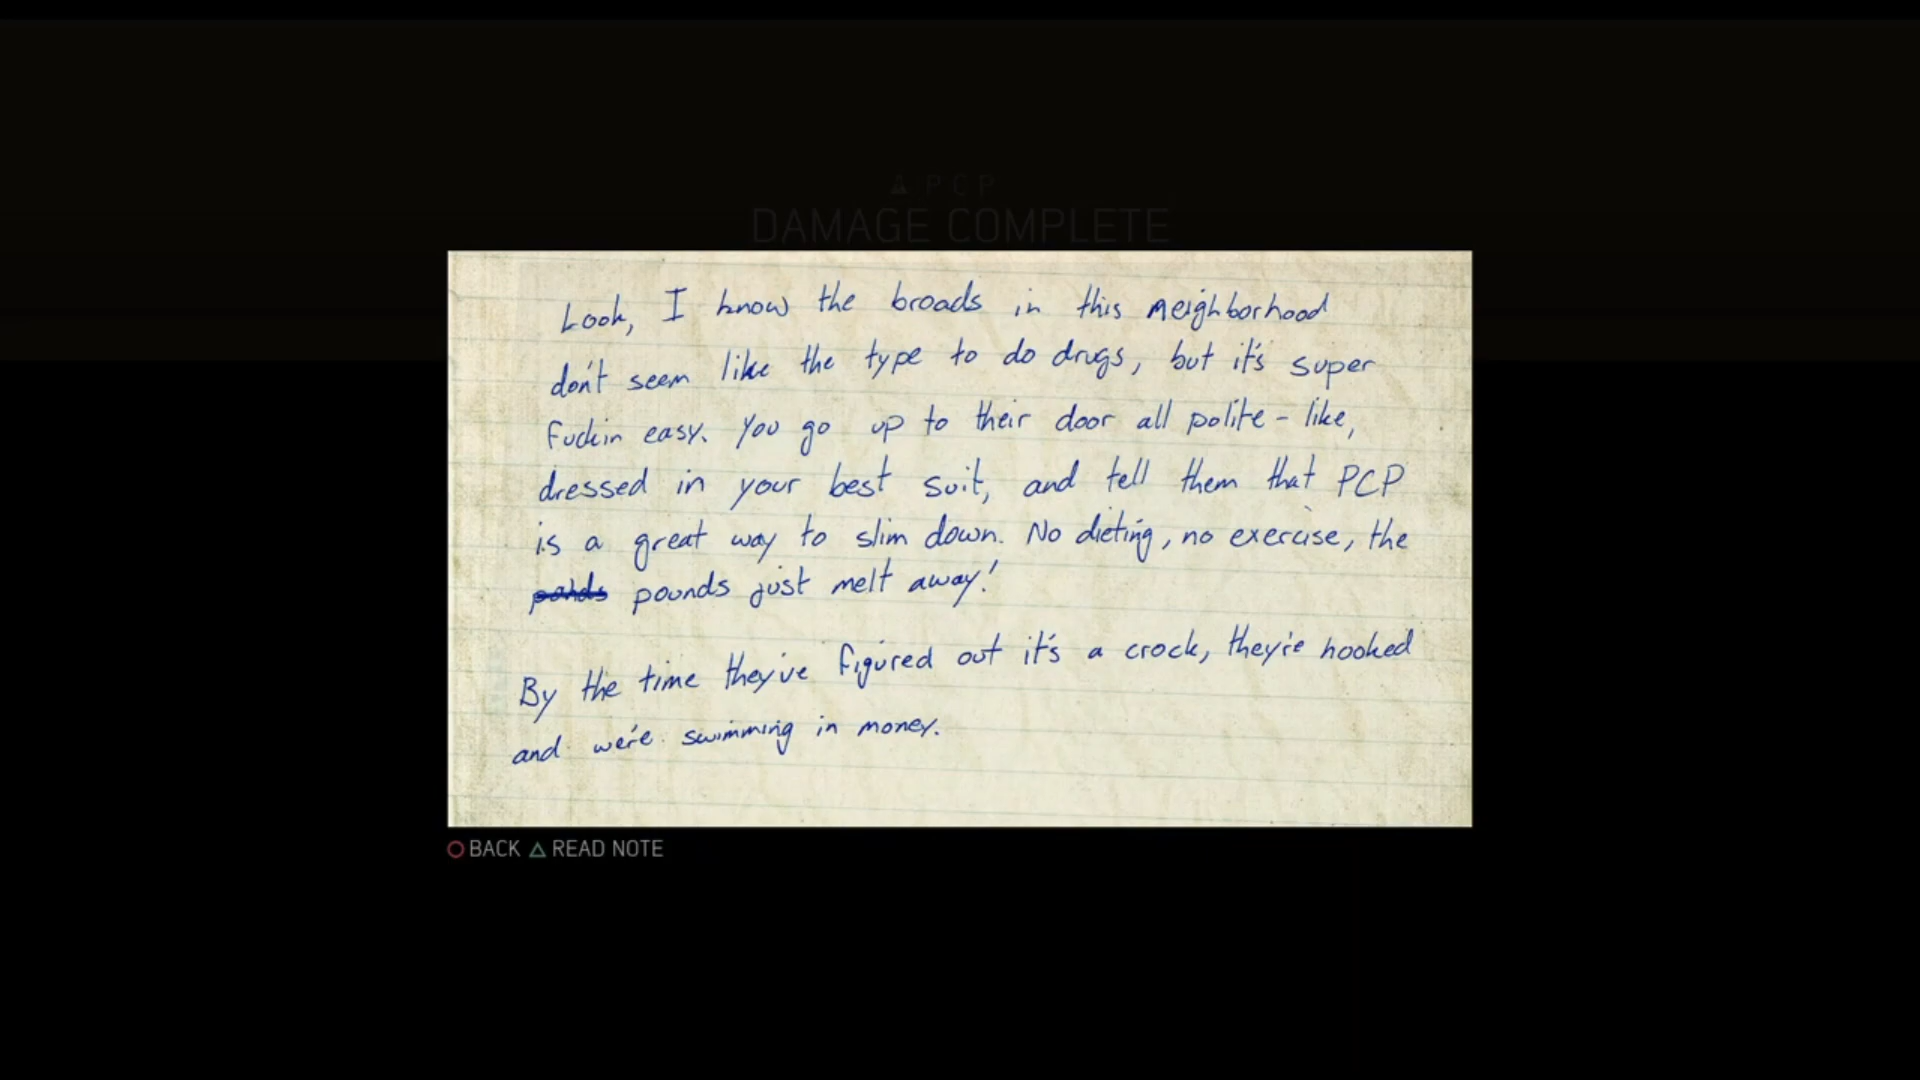 PCP
DAMAGE COMPLETE
Look, I know the broads in this neighborhood
don't seem like the type to do drugs, but it's super
fuckin easy. You go up to their door all polite-like,
dressed in your best suit, and tell them that PCP
is a great way to slim down. No dieting, no exercise, the
pounds just melt away!
By the time they've figured out it's a crock, they're hooked
and we're swimming in money.
BACK READ NOTE